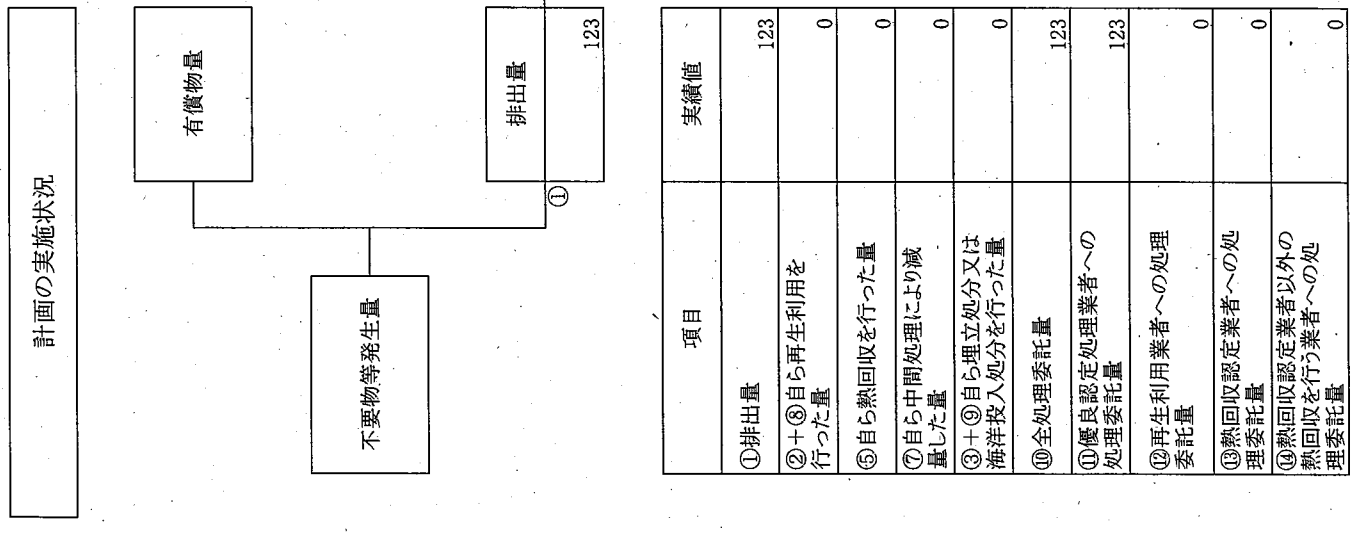 計画の実施状況
有償物量
不要物等発生量
①
排出量
123
項目
実績値
①排出量
123
②+⑧自ら再生利用を
行った量
0
⑤自ら熱回収を行った量
0
⑦自ら中間処理により減
量した量
0
③+⑨自ら埋立処分又は
海洋投入処分を行った量
0
⑩全処理委託量
123
⑪優良認定処理業者への
処理委託量
123
⑫再生利用業者への処理
委託量
0
⑬熱回収認定業者への処
理委託量
0
⑭熱回収認定業者以外の
熱回収を行う業者への処
理委託量
0